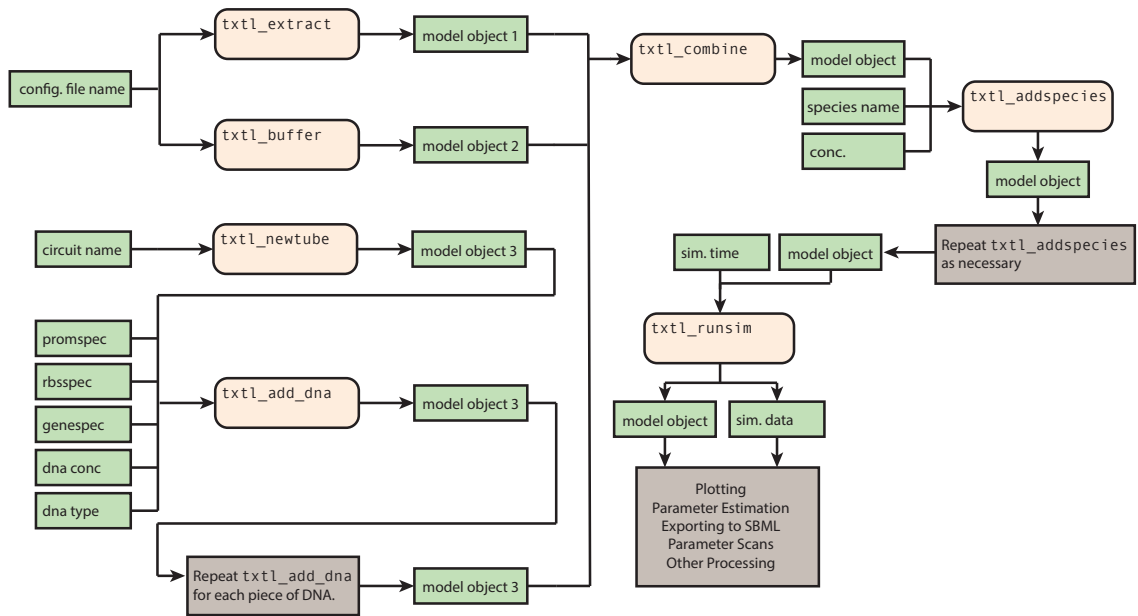 txtl_extract
model object 1
config. file name
txtl_buffer
model object 2
txtl_combine
model object
species name
conc.
txtl_addspecies
model object
Repeat txtl_addspecies
as necessary
circuit name
txtl_newtube
model object 3
sim. time
model object
txtl_runsim
promspec
rbsspec
genespec
dna conc
dna type
txtl_add_dna
model object 3
model object
sim. data
Plotting
Parameter Estimation
Exporting to SBML
Parameter Scans
Other Processing
Repeat txtl_add_dna
for each piece of DNA.
model object 3